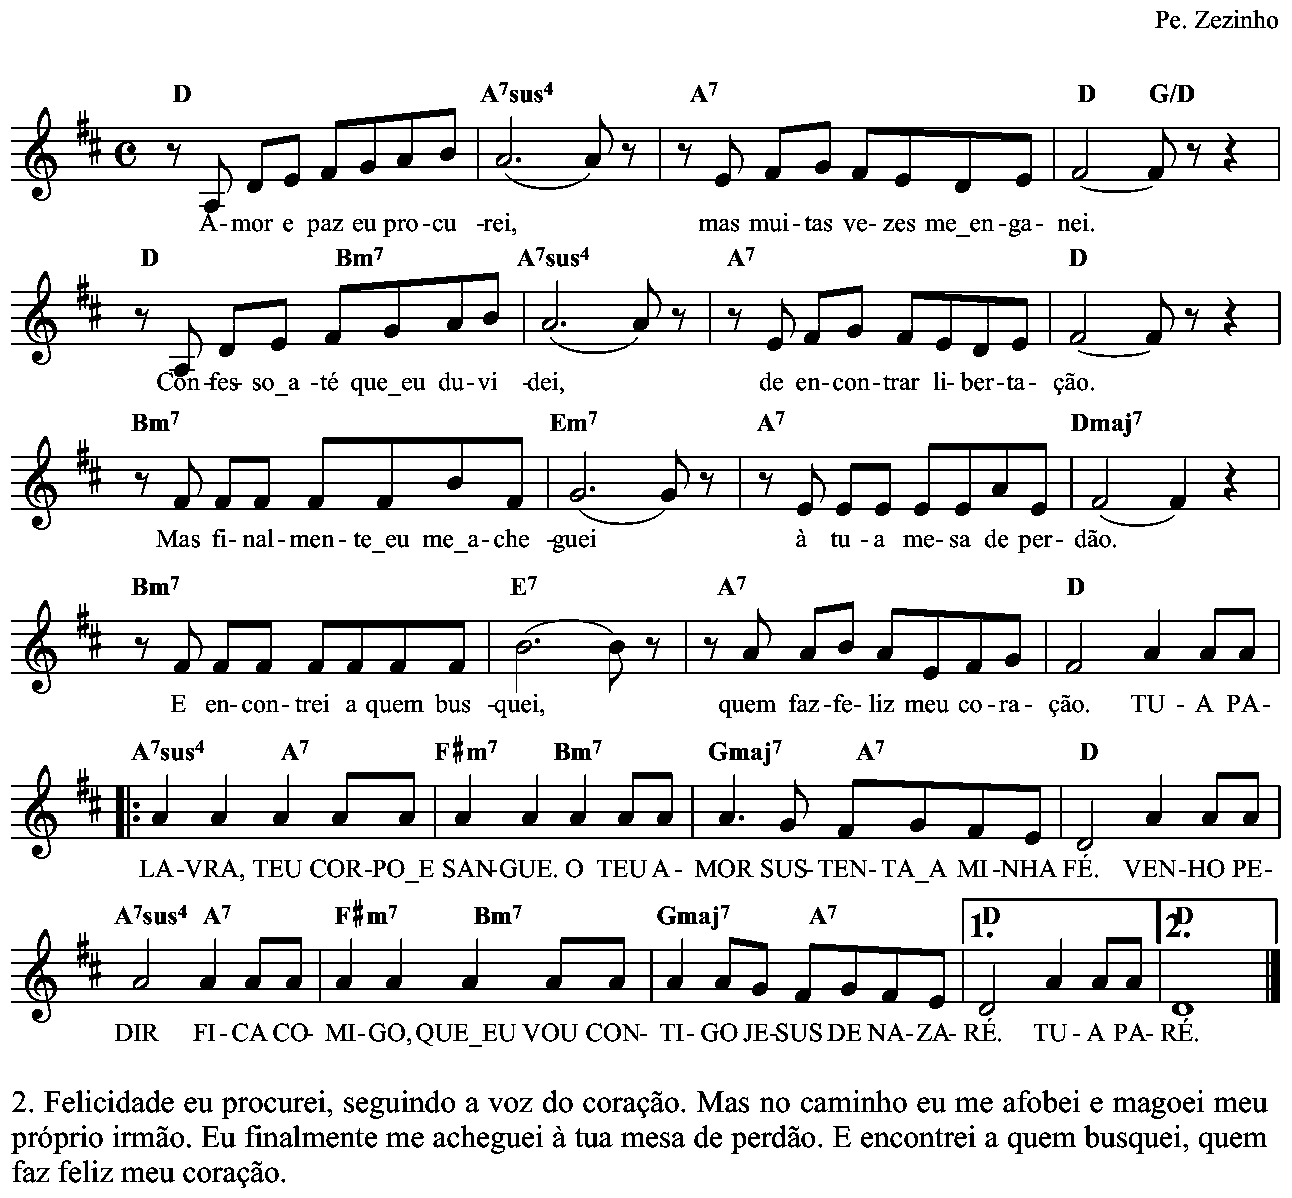 Pe. Zezinho
D A7sus4 A7 D G/D
A-mor e paz eu pro-cu -rei, mas mui-tas ve-zes me_en-ga- nei.
D Bm7 A7sus4 A7 D
Con-fes- so_a -té que_eu du-vi -dei, de en-con-trar li-ber-ta- ção.
Bm7 Em7 A7 Dmaj7
Mas fi-nal-men-te_eu me_a-che -guei à tu-a me-sa de per- dão.
Bm7 E7 A7 D
E en-con-trei a quem bus -quei, quem faz-fe-liz meu co-ra- ção. TU - A PA-
A7sus4 A7 F#m7 Bm7 Gmaj7 A7 D
LA-VRA, TEU COR-PO_E SAN-GUE. O TEU A- MOR SUS-TEN-TA_A MI-NHA FÉ. VEN-HO PE-
A7sus4 A7 F#m7 Bm7 Gmaj7 A7 1. D 2. D
DIR FI-CA CO- MI-GO, QUE_EU VOU CON- TI-GO JE-SUS DE NA-ZA- RÉ. TU-A PA- RÉ.
2. Felicidade eu procurei, seguindo a voz do coração. Mas no caminho eu me afobei e magoei meu
próprio irmão. Eu finalmente me acheguei à tua mesa de perdão. E encontrei a quem busquei, quem
faz feliz meu coração.